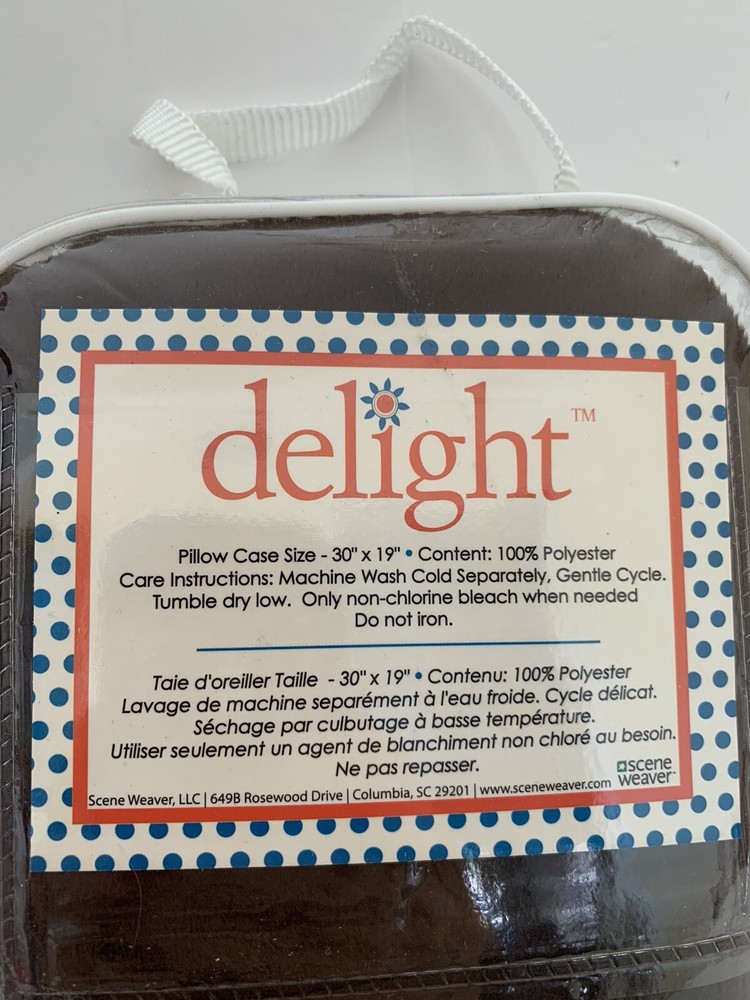 delight™
Pillow Case Size - 30" x 19" • Content: 100% Polyester
Care Instructions: Machine Wash Cold Separately, Gentle Cycle.
Tumble dry low. Only non-chlorine bleach when needed
Do not iron.
Taie d'oreiller Taille - 30" x 19" • Contenu: 100% Polyester
Lavage de machine separément à l'eau froide. Cycle délicat.
Séchage par culbutage à basse température.
Utiliser seulement un agent de blanchiment non chloré au besoin.
Ne pas repasser.
scene
weaver™
Scene Weaver, LLC | 649B Rosewood Drive | Columbia, SC 29201 | www.sceneweaver.com